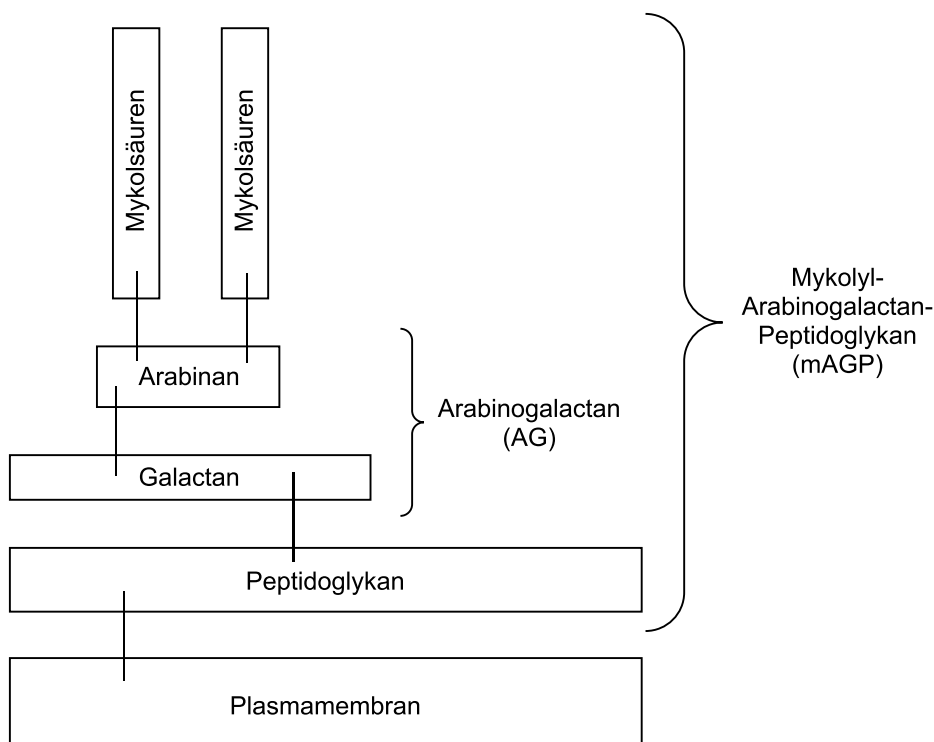 Mykolsäuren
Mykolsäuren
Mykolyl-
Arabinogalactan-
Peptidoglykan
(mAGP)
Arabinan
Arabinogalactan
(AG)
Galactan
Peptidoglykan
Plasmamembran